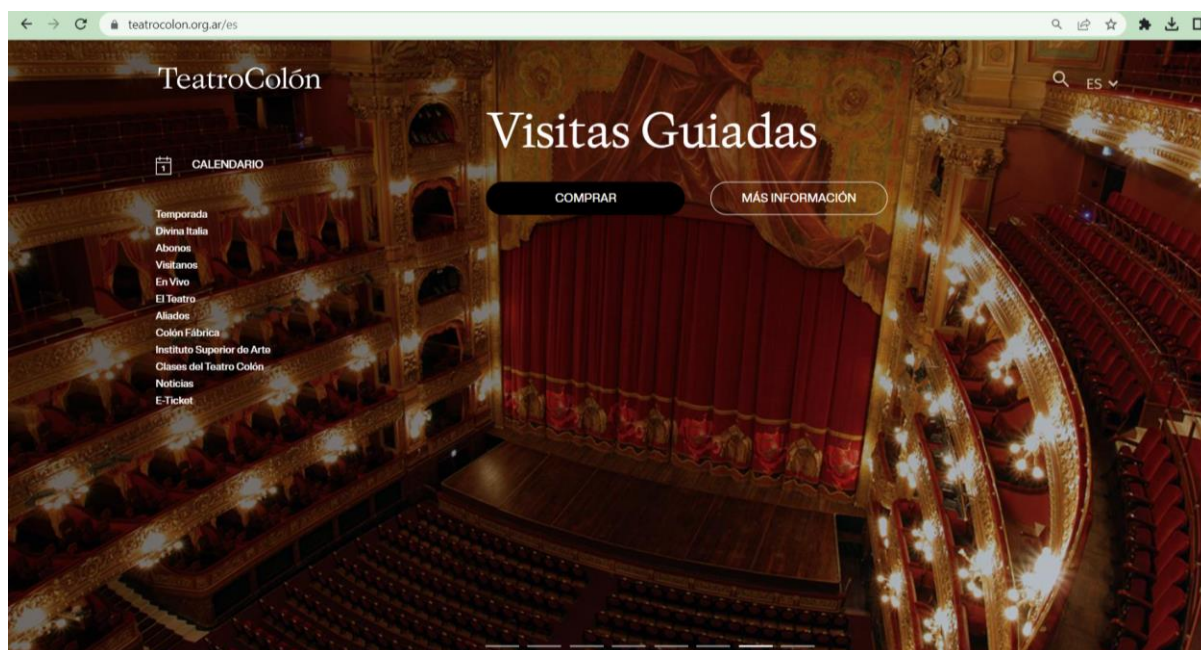 teatrocolon.org.ar/es
TeatroColón
ES
Visitas Guiadas
1 CALENDARIO
COMPRAR
MÁS INFORMACIÓN
Temporada
Divina Italia
Abonos
Visitanos
En Vivo
El Teatro
Aliados
Colón Fábrica
Instituto Superior de Arte
Clases del Teatro Colón
Noticias
E-Ticket